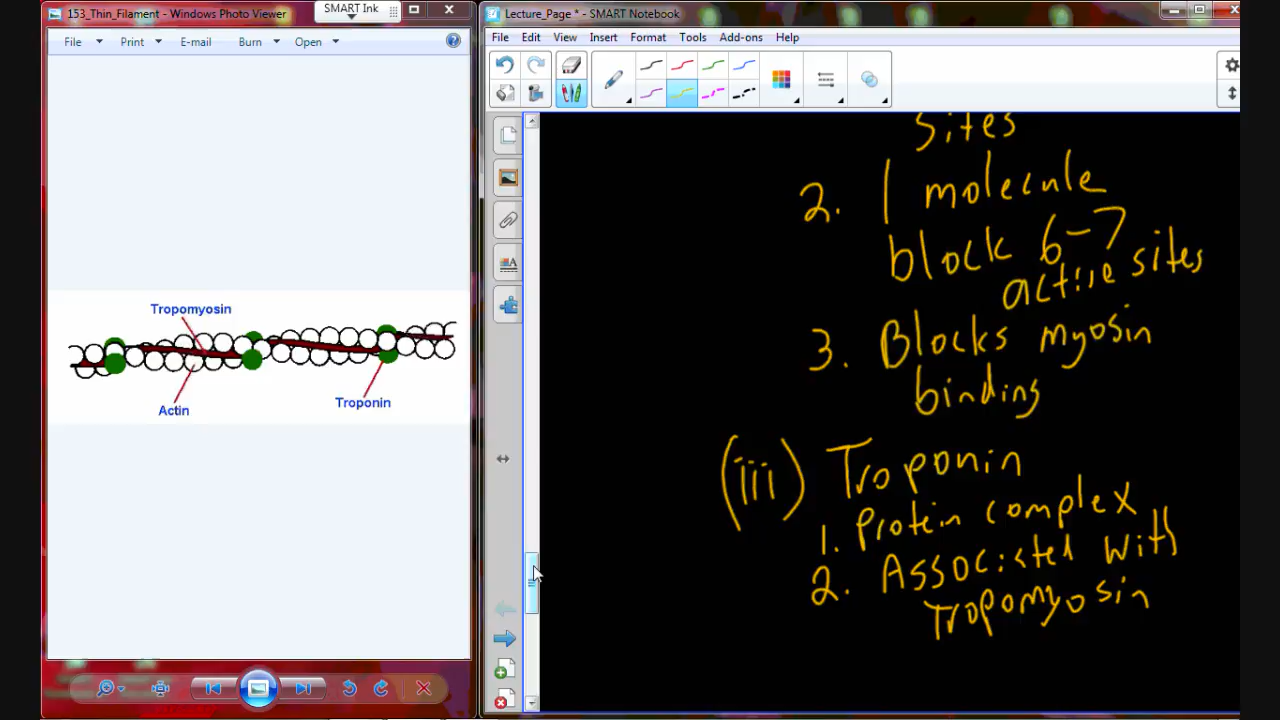 153_Thin_Filament - Windows Photo Viewer
SMART Ink
File Print E-mail Burn Open
Tropomyosin
Actin
Troponin
Lecture_Page * - SMART Notebook
File Edit View Insert Format Tools Add-ons Help
Sites
2. 1 molecule
block 6-7
active sites
3. Blocks myosin
binding
(iii) Troponin
1. Protein complex
2. Associated with
Tropomyosin